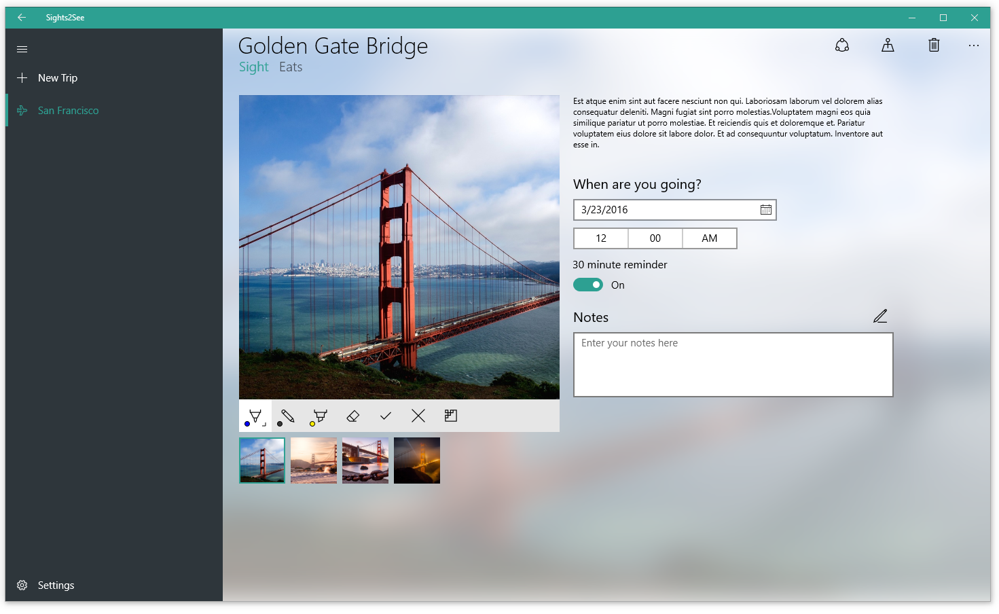 Sights2See
New Trip
San Francisco
Settings
Golden Gate Bridge
Sight Eats
Est atque enim sint aut facere nesciunt non qui. Laboriosam laborum vel dolorem alias
consequatur deleniti. Magni fugiat sint porro molestias.Voluptatem magni eos quia
similique pariatur ut porro molestiae. Et reiciendis quis et doloremque et. Pariatur
voluptatem eius dolore sit labore dolor. Et ad consequuntur voluptatum. Inventore aut
esse in.
When are you going?
3/23/2016
12 00 AM
30 minute reminder
On
Notes
Enter your notes here